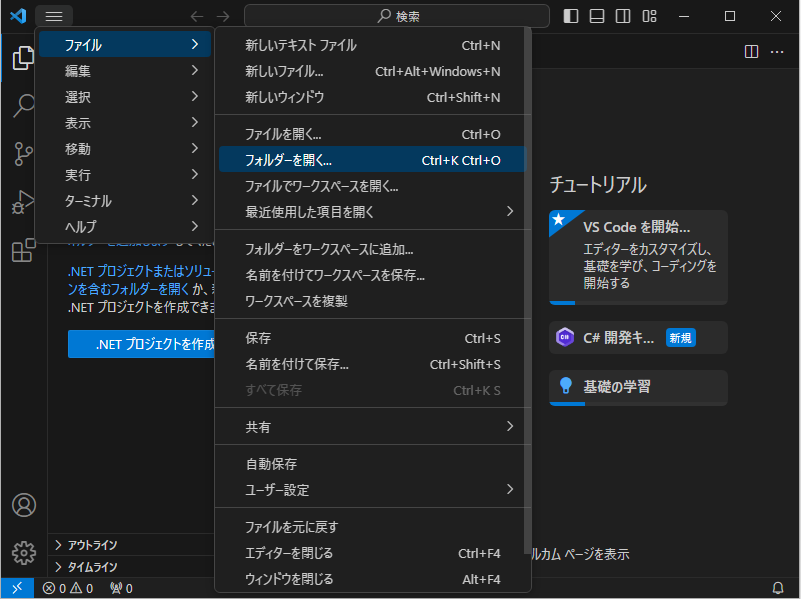 検索
ファイル
編集
選択
表示
移動
実行
ターミナル
ヘルプ
新しいテキスト ファイル Ctrl+N
新しいファイル... Ctrl+Alt+Windows+N
新しいウィンドウ Ctrl+Shift+N
ファイルを開く... Ctrl+O
フォルダーを開く... Ctrl+K Ctrl+O
ファイルでワークスペースを開く...
最近使用した項目を開く
フォルダーをワークスペースに追加...
名前を付けてワークスペースを保存...
ワークスペースを複製
保存 Ctrl+S
名前を付けて保存... Ctrl+Shift+S
すべて保存 Ctrl+K S
共有
自動保存
ユーザー設定
ファイルを元に戻す
エディターを閉じる Ctrl+F4
ウィンドウを閉じる Alt+F4
.NET プロジェクトまたはソリュー
ンを含むフォルダーを開くか、
.NET プロジェクトを作成できま
.NET プロジェクトを作成
アウトライン
タイムライン
チュートリアル
VS Code を開始...
エディターをカスタマイズし、
基礎を学び、コーディングを
開始する
C# 開発キ... 新規
基礎の学習
ルカム ページを表示
0 0 0